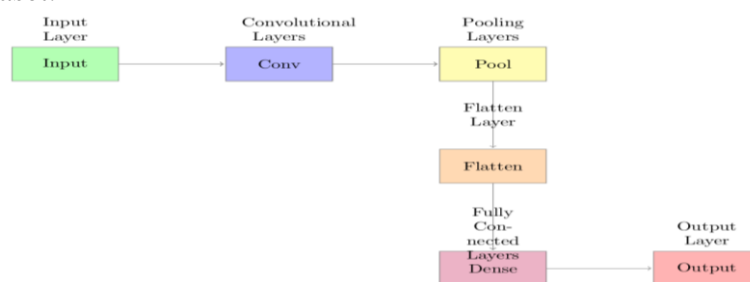 Input
Layer
Convolutional
Layers
Pooling
Layers
Input
Conv
Pool
Flatten
Layer
Flatten
Fully
Con-
nected
Layers
Dense
Output
Layer
Output